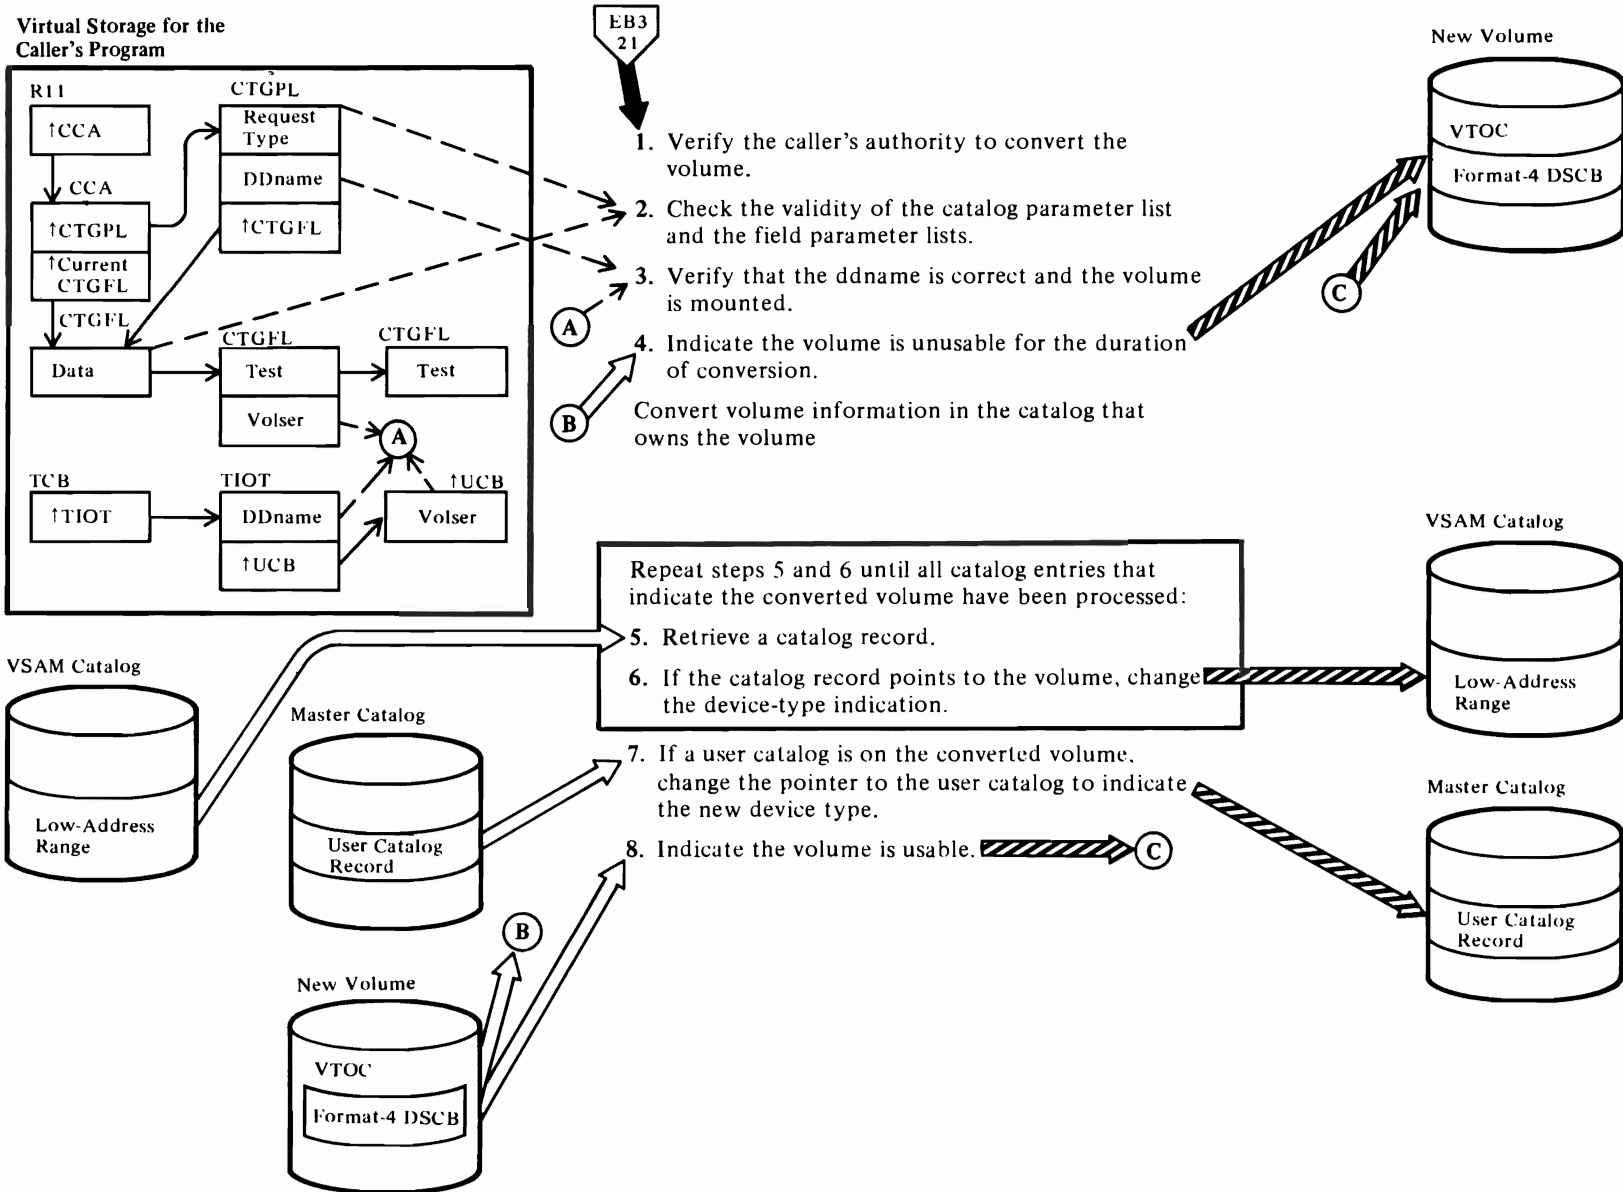 Virtual Storage for the
Caller's Program
R11
↑CCA
CCA
↑CTGPL
↑Current
CTGFL
CTGFL
Data
CTGPL
Request
Type
DDname
↑CTGFL
CTGFL
Test
Volser
CTGFL
Test
A
TCB
↑TIOT
TIOT
DDname
↑UCB
↑UCB
Volser
EB3
21
1. Verify the caller's authority to convert the
volume.
2. Check the validity of the catalog parameter list
and the field parameter lists.
3. Verify that the ddname is correct and the volume
is mounted.
A
4. Indicate the volume is unusable for the duration
of conversion.
B
Convert volume information in the catalog that
owns the volume
New Volume
VTOC
Format-4 DSCB
C
Repeat steps 5 and 6 until all catalog entries that
indicate the converted volume have been processed:
5. Retrieve a catalog record.
6. If the catalog record points to the volume, change
the device-type indication.
VSAM Catalog
Low-Address
Range
VSAM Catalog
Low-Address
Range
Master Catalog
User Catalog
Record
7. If a user catalog is on the converted volume,
change the pointer to the user catalog to indicate
the new device type.
8. Indicate the volume is usable.
C
Master Catalog
User Catalog
Record
B
New Volume
VTOC
Format-4 DSCB